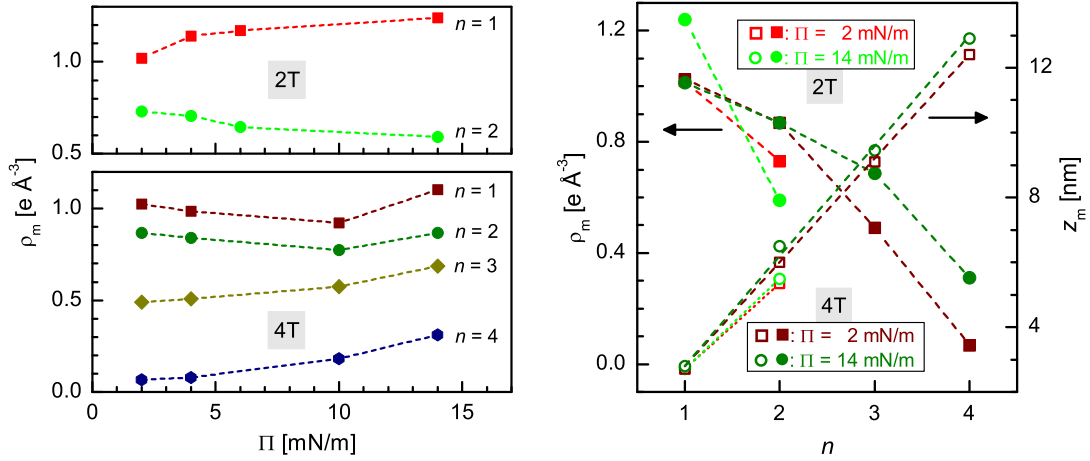 1.0
0.5
ρm [e Å-3]
2T
n = 1
n = 2
1.0
0.5
0.0
4T
n = 1
n = 2
n = 3
n = 4
0 5 10 15
Π [mN/m]
1.2
0.8
0.4
0.0
ρm [e Å-3]
: Π = 2 mN/m
: Π = 14 mN/m
2T
4T
: Π = 2 mN/m
: Π = 14 mN/m
12
8
4
zm [nm]
1 2 3 4
n